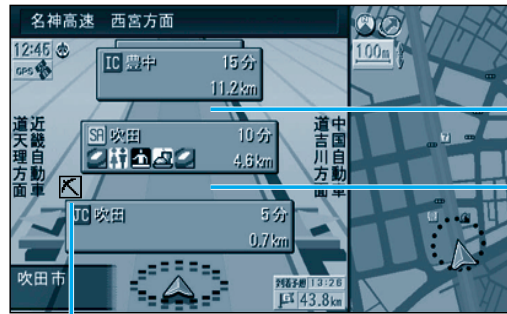 名神高速 西宮方面
12:46
GPS
100m
IC 豊中 15分
11.2km
SA 吹田 10分
4.6km
近畿自動車
道天理方面
中国自動車
道吉川方面
JC 吹田 5分
0.7km
吹田市
到着予想 13:26
43.8km